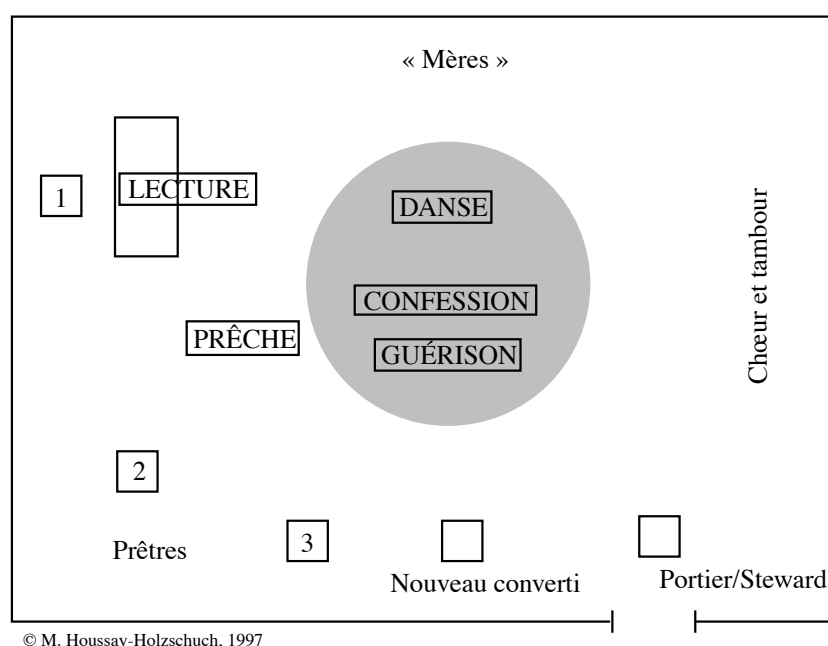 « Mères »
1
LECTURE
DANSE
Chœur et tambour
CONFESSION
PRÊCHE
GUÉRISON
2
3
Prêtres
Nouveau converti
Portier/Steward
© M. Houssay-Holzschuch, 1997